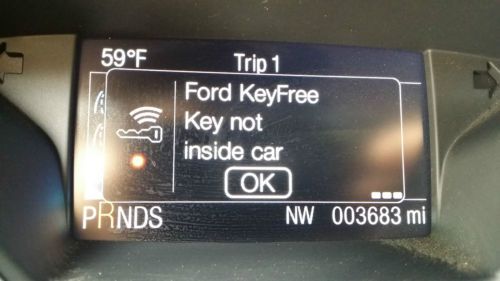 59°F Trip 1
Ford KeyFree
Key not
inside car
OK
PRNDS NW 003683 mi